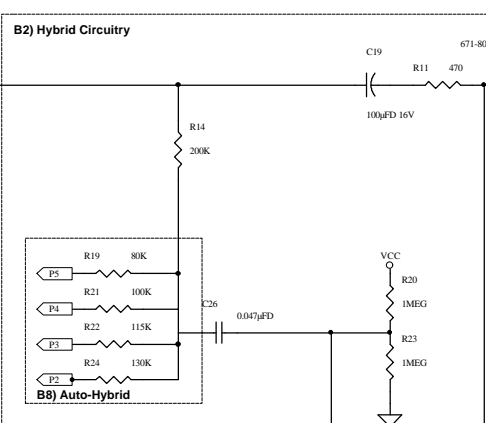 B2) Hybrid Circuitry
671-80
C19
R11 470
100µFD 16V
R14
200K
R19 80K
P5
VCC
R20
R21 100K
C26
P4
0.047µFD
1MEG
R22 115K
P3
R23
R24 130K
1MEG
P2
B8) Auto-Hybrid